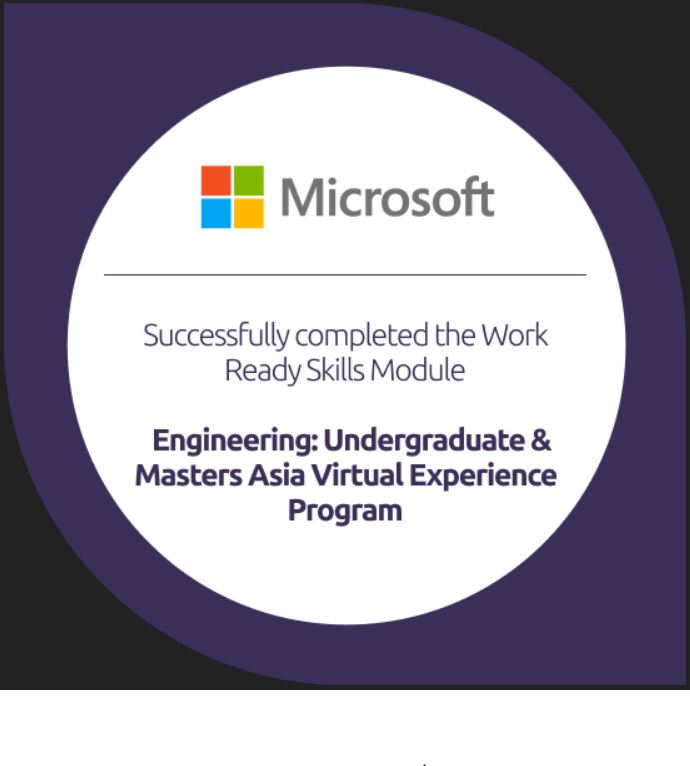 Microsoft
Successfully completed the Work
Ready Skills Module
Engineering: Undergraduate &
Masters Asia Virtual Experience
Program